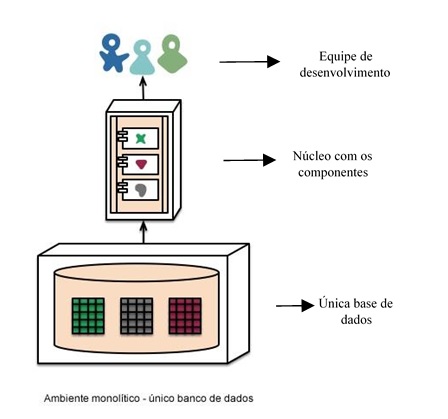 Equipe de
desenvolvimento
Núcleo com os
componentes
Única base de
dados
Ambiente monolítico - único banco de dados